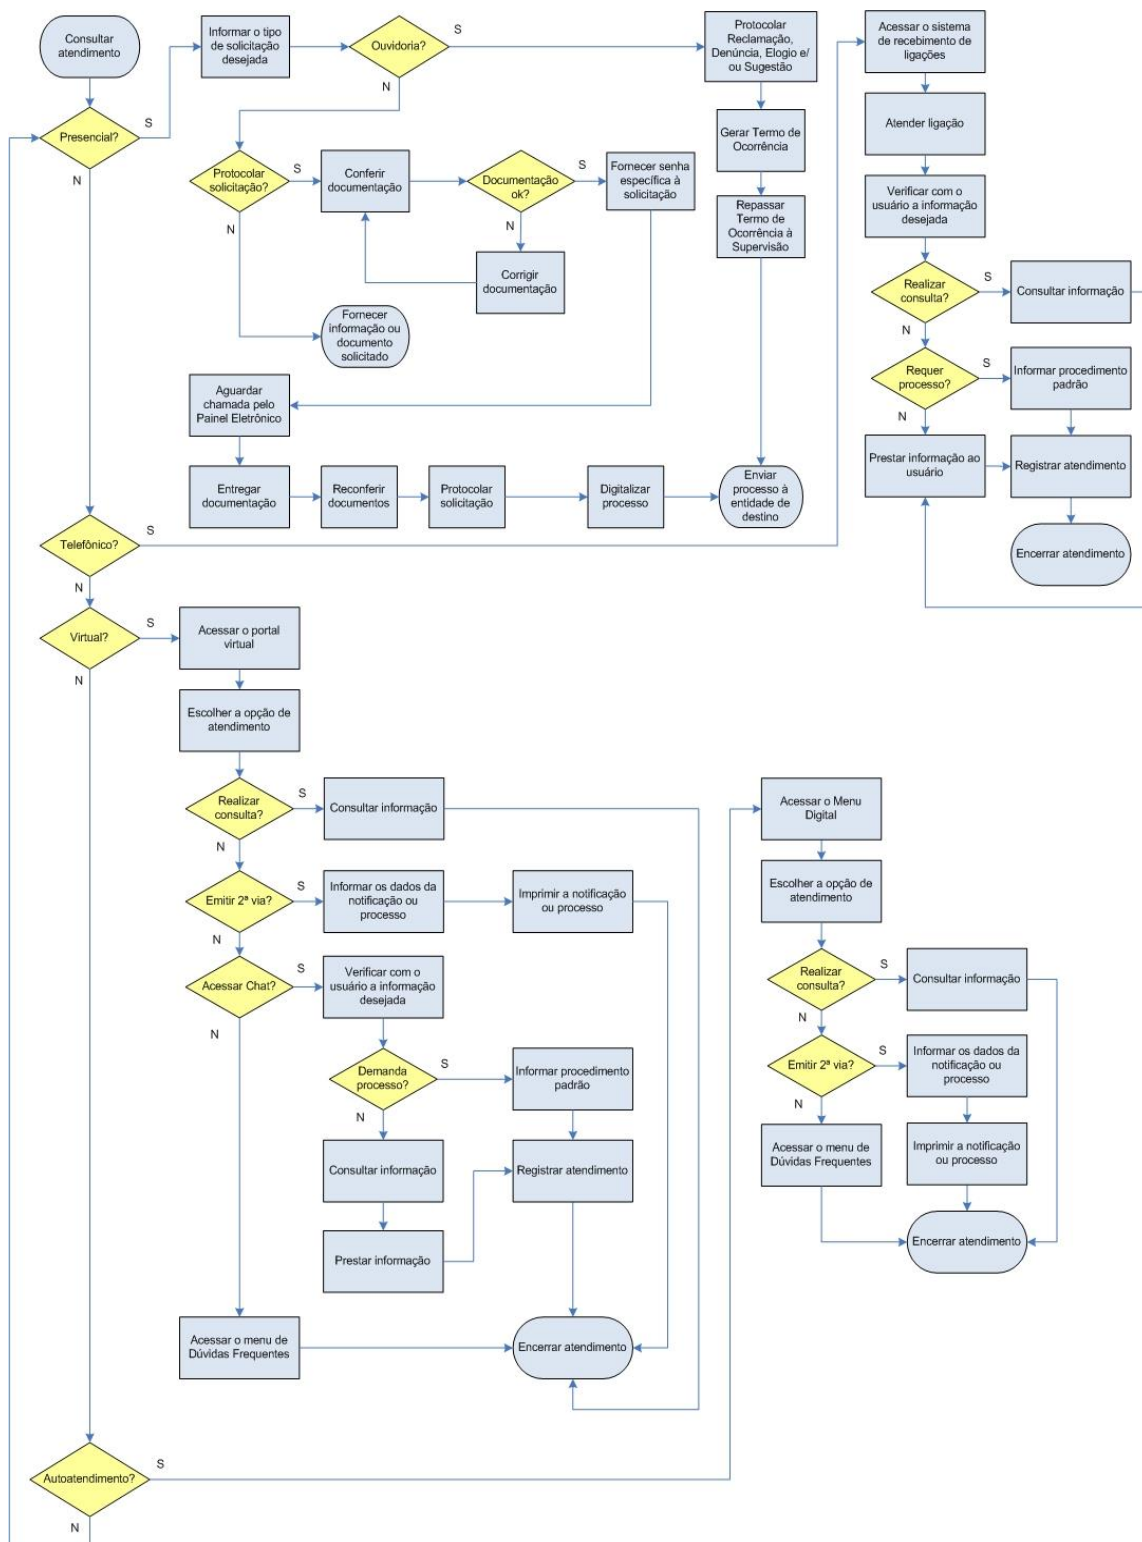 Consultar
atendimento
Presencial?
S
N
Informar o tipo
de solicitação
desejada
Ouvidoria?
S
N
Protocolar
Reclamação,
Denúncia, Elogio e/
ou Sugestão
Gerar Termo de
Ocorrência
Repassar
Termo de
Ocorrência à
Supervisão
Protocolar
solicitação?
S
N
Conferir
documentação
Documentação
ok?
S
N
Fornecer senha
específica à
solicitação
Corrigir
documentação
Fornecer
informação ou
documento
solicitado
Aguardar
chamada pelo
Painel Eletrônico
Entregar
documentação
Reconferir
documentos
Protocolar
solicitação
Digitalizar
processo
Enviar
processo à
entidade de
destino
Telefônico?
S
N
Acessar o sistema
de recebimento de
ligações
Atender ligação
Verificar com o
usuário a informação
desejada
Realizar
consulta?
S
N
Consultar informação
Requer
processo?
S
N
Informar procedimento
padrão
Prestar informação ao
usuário
Registrar atendimento
Encerrar atendimento
Virtual?
S
N
Acessar o portal
virtual
Escolher a opção de
atendimento
Realizar
consulta?
S
N
Consultar informação
Emitir 2ª via?
S
N
Informar os dados da
notificação ou
processo
Imprimir a notificação
ou processo
Acessar Chat?
S
N
Verificar com o
usuário a informação
desejada
Demanda
processo?
S
N
Informar procedimento
padrão
Consultar informação
Registrar atendimento
Prestar informação
Acessar o menu de
Dúvidas Frequentes
Encerrar atendimento
Autoatendimento?
S
N
Acessar o Menu
Digital
Escolher a opção de
atendimento
Realizar
consulta?
S
N
Consultar informação
Emitir 2ª via?
S
N
Informar os dados da
notificação ou
processo
Acessar o menu de
Dúvidas Frequentes
Imprimir a notificação
ou processo
Encerrar atendimento